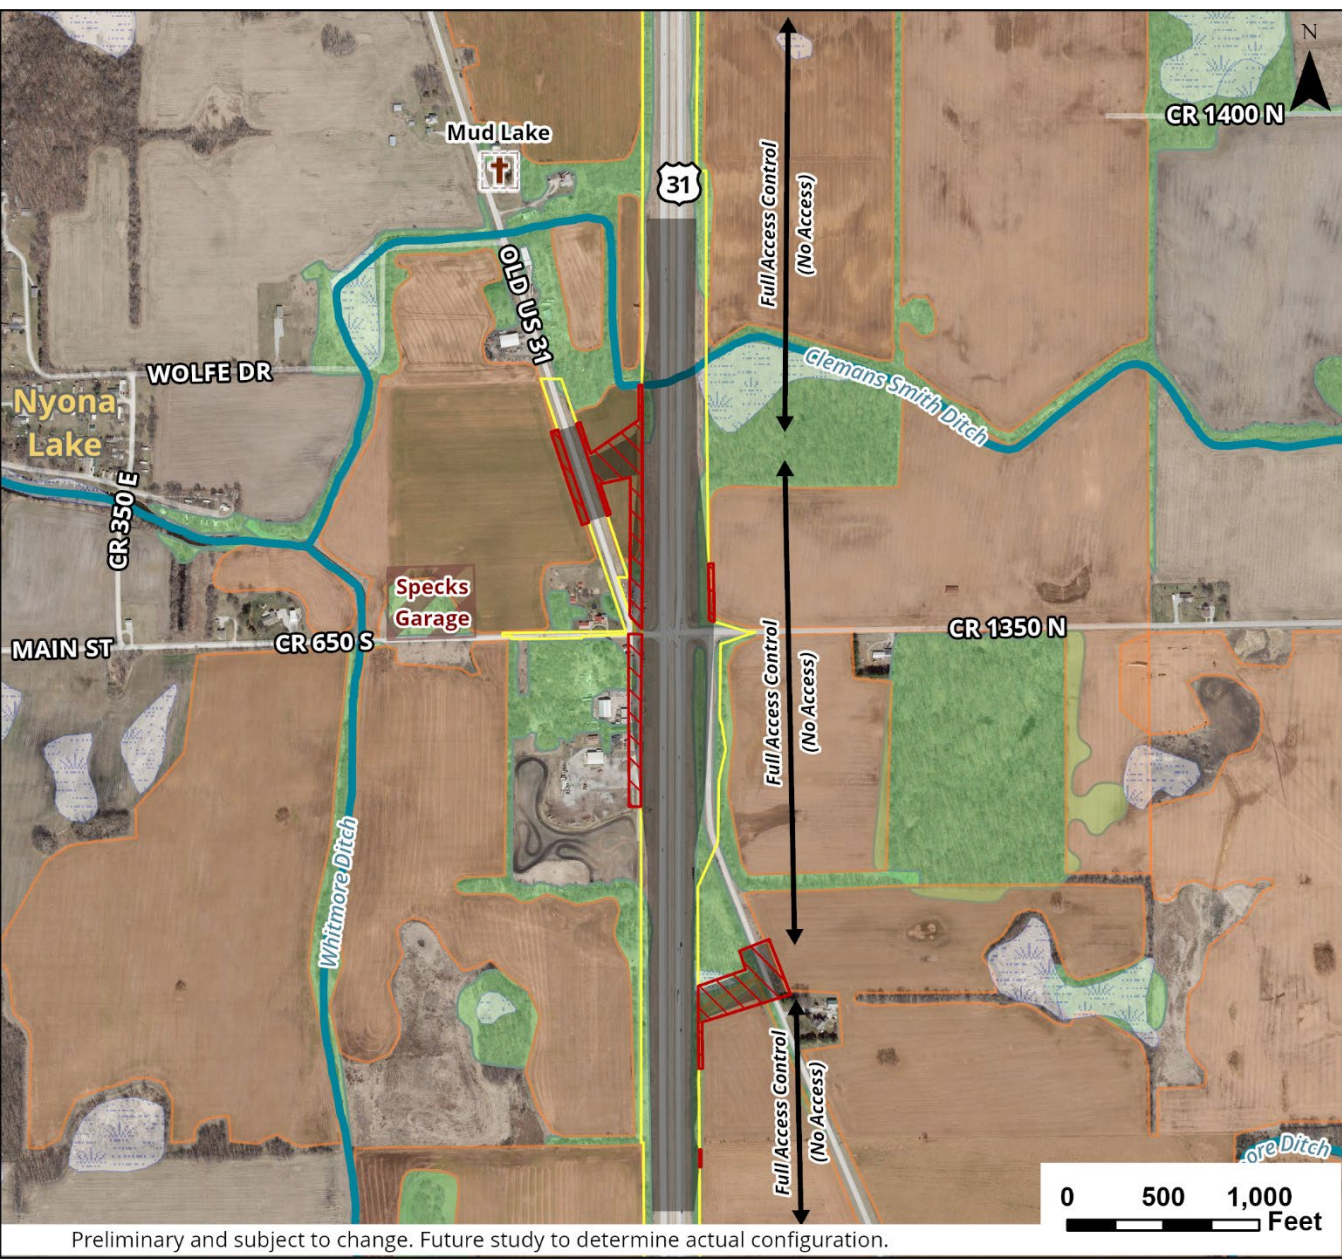 N
CR 1400 N
Mud Lake
31
Full Access Control
(No Access)
OLD US 31
WOLFE DR
Clemans Smith Ditch
Nyona
Lake
CR 350 E
Specks
Garage
MAIN ST
CR 650 S
CR 1350 N
Full Access Control
(No Access)
Whitmore Ditch
Full Access Control
(No Access)
ore Ditch
0 500 1,000
Feet
Preliminary and subject to change. Future study to determine actual configuration.